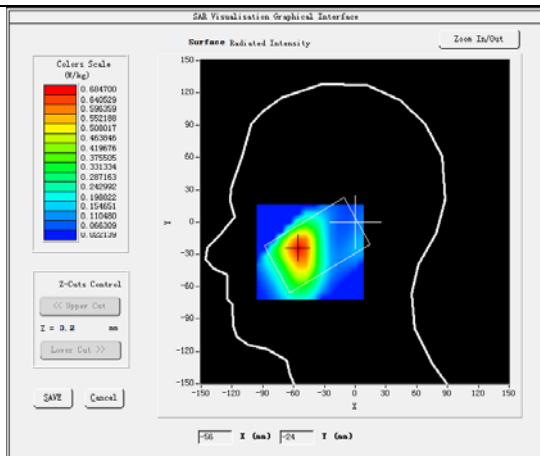 SAR Visualisation Graphical Interface
Surface Radiated Intensity
Zoom In/Out
Colors Scale
(W/kg)
0.684700
0.640529
0.596359
0.552188
0.508017
0.463846
0.419676
0.375505
0.331334
0.287163
0.242992
0.198822
0.154651
0.110480
0.066309
0.022139
Z-Cuts Control
<< Upper Cut
Z = 3.2 mm
Lower Cut >>
SAVE Cancel
150
120
90
60
30
0
-30
-60
-90
-120
-150
Y
-150 -120 -90 -60 -30 0 30 60 90 120 150
X
-56 X (mm) -24 Y (mm)